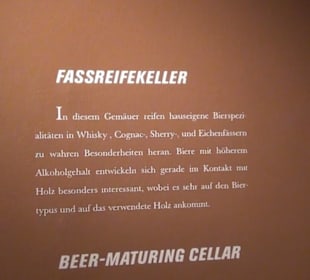 FASSREIFEKELLER
In diesem Gemäuer reifen hauseigene Bierspezi-
alitäten in Whisky-, Cognac-, Sherry-, und Eichenfässern
zu wahren Besonderheiten heran. Biere mit höherem
Alkoholgehalt entwickeln sich gerade im Kontakt mit
Holz besonders interessant, wobei es sehr auf den Bier-
typus und auf das verwendete Holz ankommt.
BEER-MATURING CELLAR